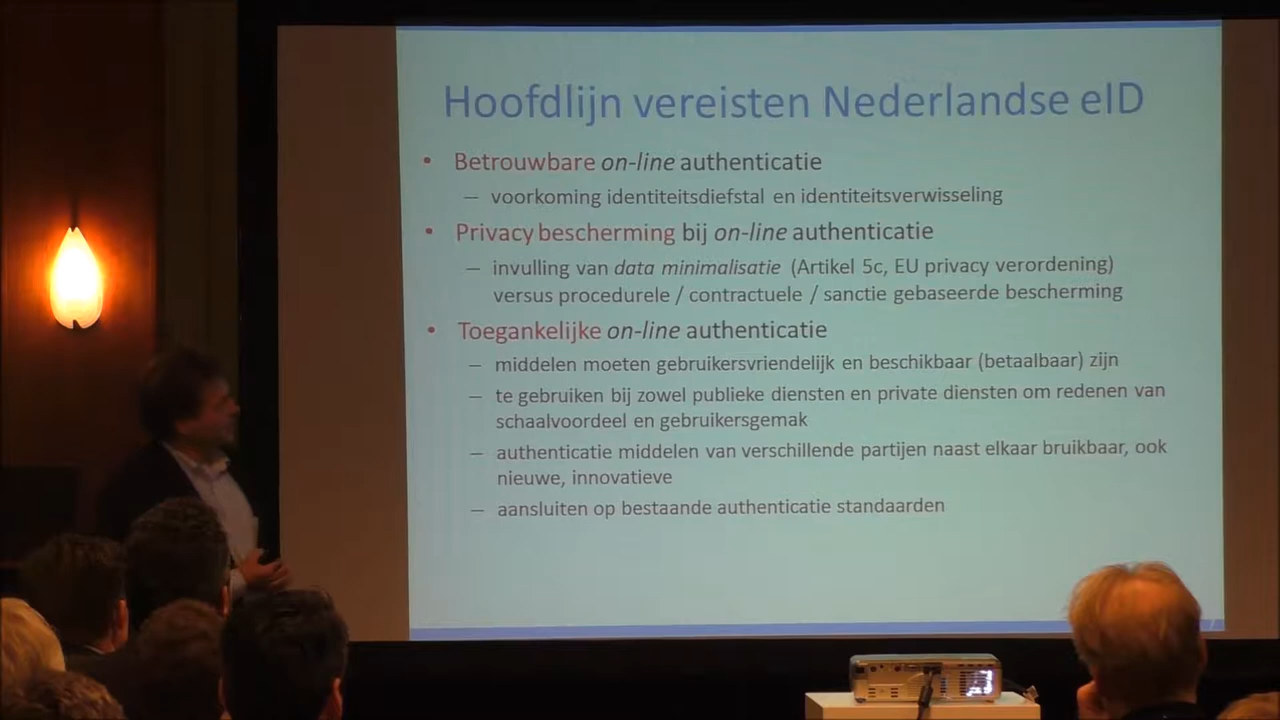 Hoofdlijn vereisten Nederlandse eID
• Betrouwbare on-line authenticatie
– voorkoming identiteitsdiefstal en identiteitsverwisseling
• Privacy bescherming bij on-line authenticatie
– invulling van data minimalisatie (Artikel 5c, EU privacy verordening)
versus procedurele / contractuele / sanctie gebaseerde bescherming
• Toegankelijke on-line authenticatie
– middelen moeten gebruikersvriendelijk en beschikbaar (betaalbaar) zijn
– te gebruiken bij zowel publieke diensten en private diensten om redenen van
schaalvoordeel en gebruikersgemak
– authenticatie middelen van verschillende partijen naast elkaar bruikbaar, ook
nieuwe, innovatieve
– aansluiten op bestaande authenticatie standaarden